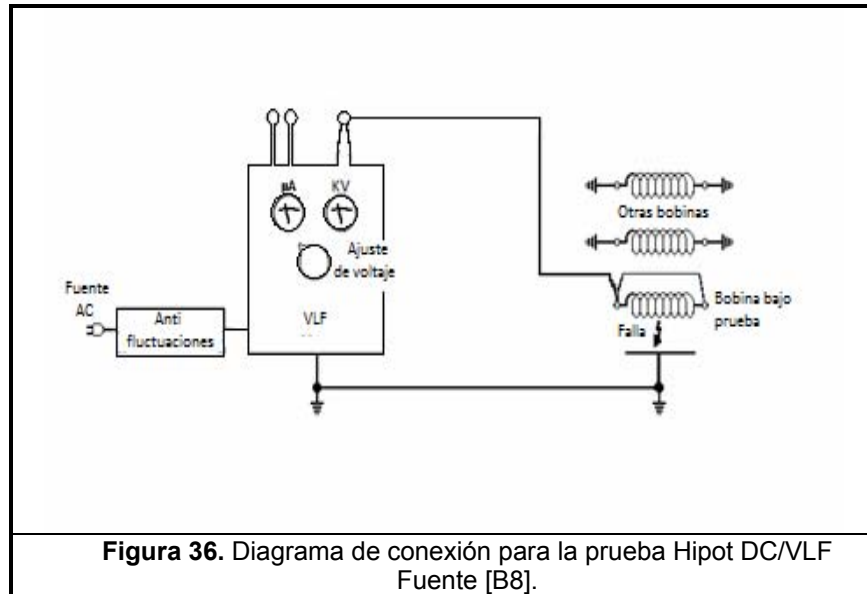 µA
KV
Ajuste
de voltaje
VLF
Fuente
AC
Anti
fluctuaciones
Otras bobinas
Bobina bajo
prueba
Falla
Figura 36. Diagrama de conexión para la prueba Hipot DC/VLF
Fuente [B8].